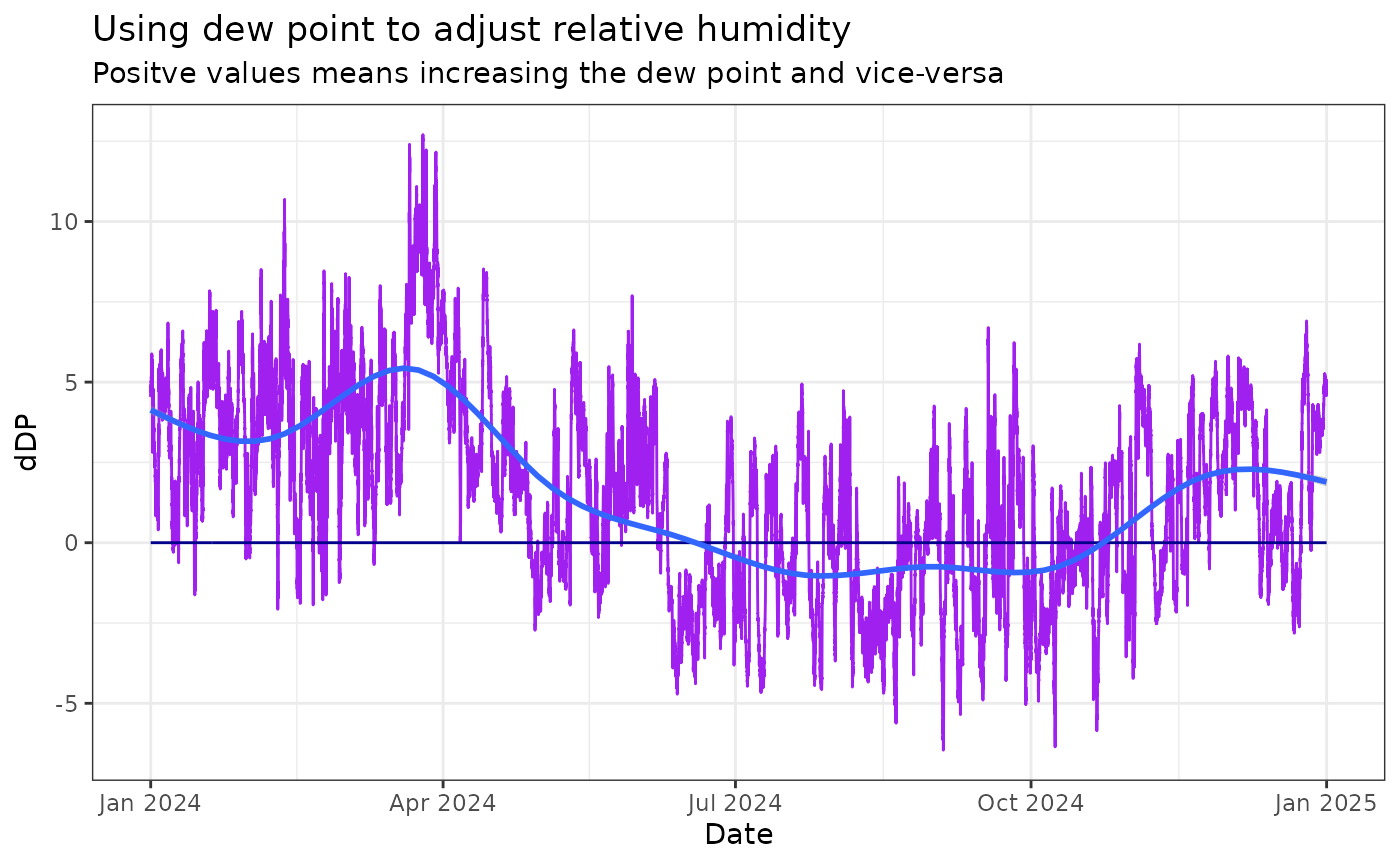 Using dew point to adjust relative humidity
Positve values means increasing the dew point and vice-versa
dDP
10
5
0
-5
Jan 2024
Apr 2024
Jul 2024
Oct 2024
Jan 2025
Date